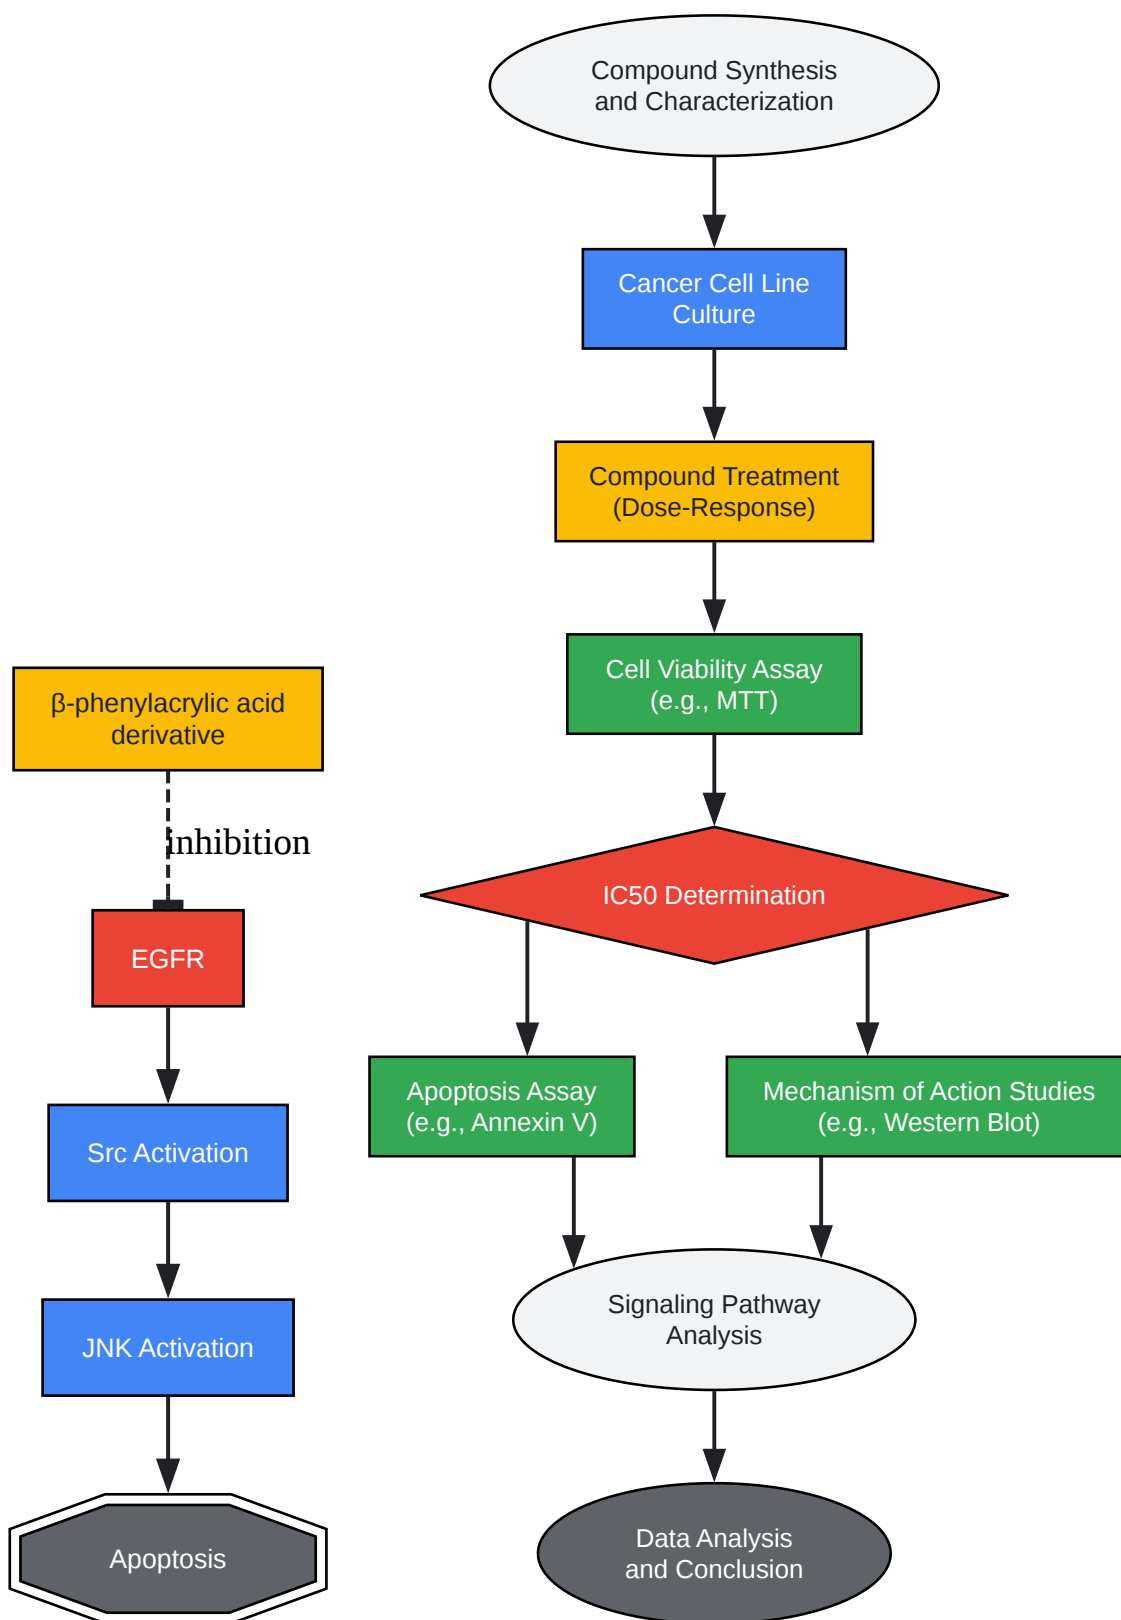 Compound Synthesis
and Characterization
Cancer Cell Line
Culture
Compound Treatment
(Dose-Response)
Cell Viability Assay
(e.g., MTT)
IC50 Determination
Apoptosis Assay
(e.g., Annexin V)
Mechanism of Action Studies
(e.g., Western Blot)
Signaling Pathway
Analysis
Data Analysis
and Conclusion
β-phenylacrylic acid
derivative
inhibition
EGFR
Src Activation
JNK Activation
Apoptosis